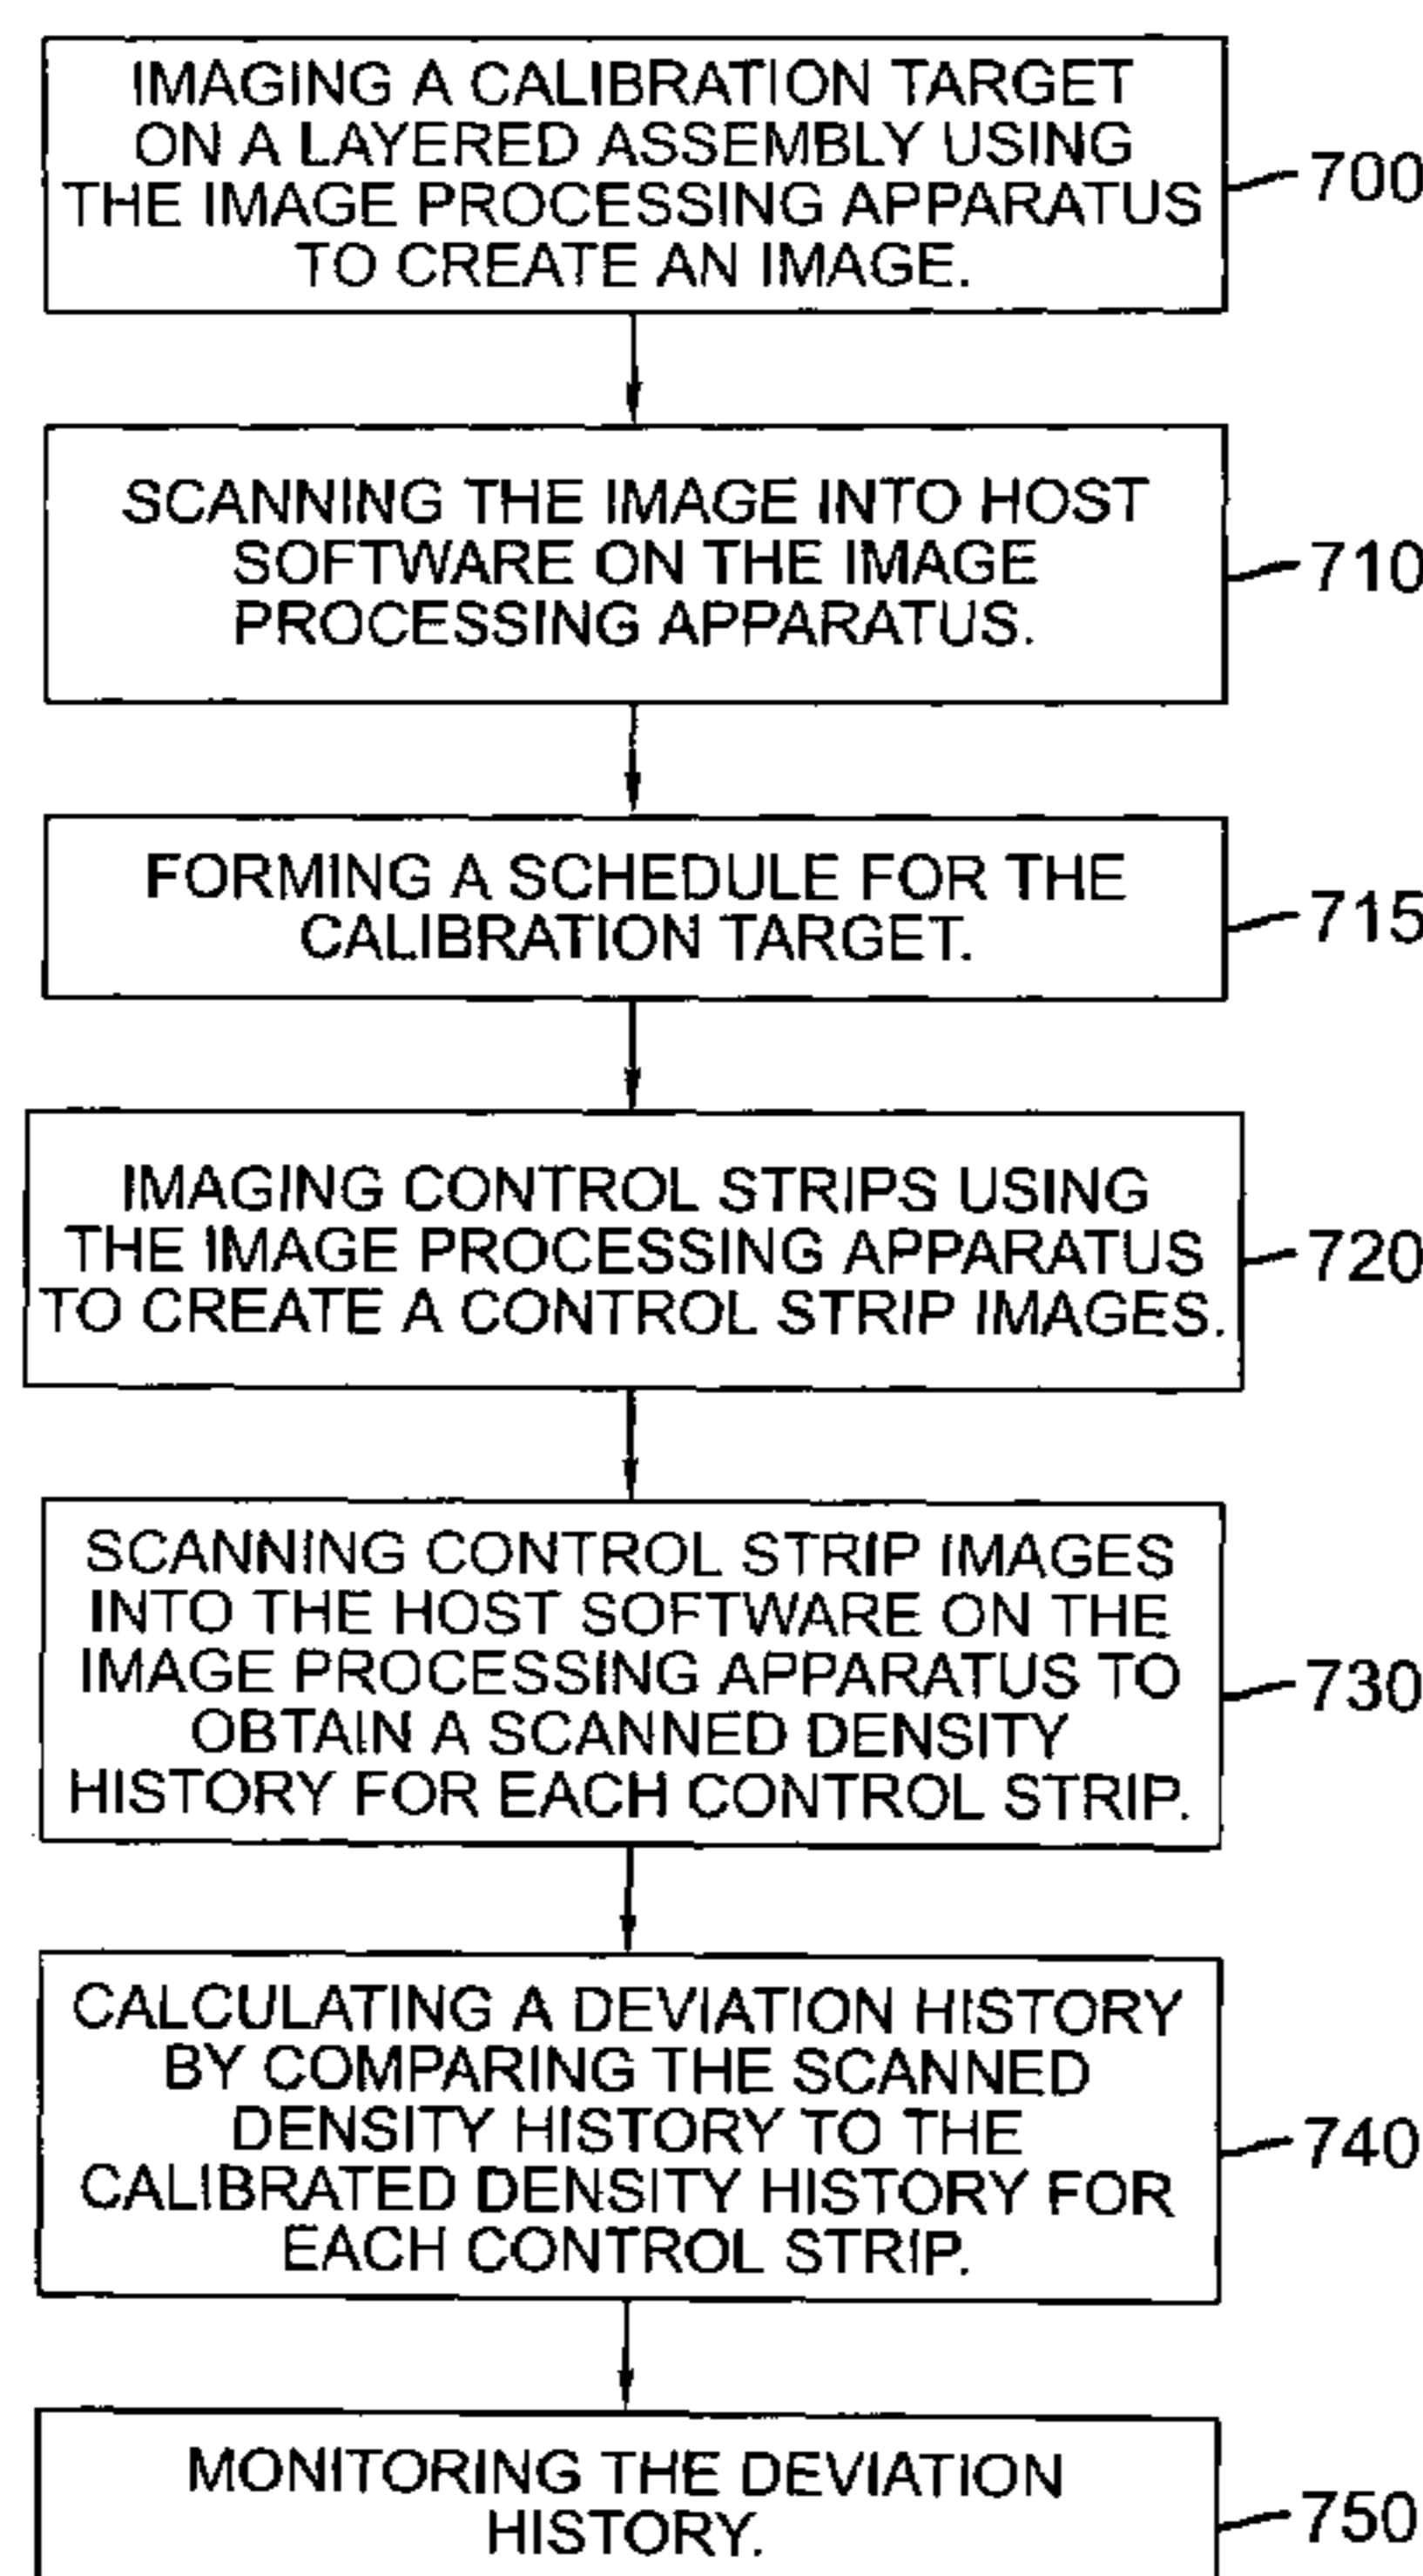 IMAGING A CALIBRATION TARGET
ON A LAYERED ASSEMBLY USING
THE IMAGE PROCESSING APPARATUS
TO CREATE AN IMAGE.
700
SCANNING THE IMAGE INTO HOST
SOFTWARE ON THE IMAGE
PROCESSING APPARATUS.
710
FORMING A SCHEDULE FOR THE
CALIBRATION TARGET.
715
IMAGING CONTROL STRIPS USING
THE IMAGE PROCESSING APPARATUS
TO CREATE A CONTROL STRIP IMAGES.
720
SCANNING CONTROL STRIP IMAGES
INTO THE HOST SOFTWARE ON THE
IMAGE PROCESSING APPARATUS TO
OBTAIN A SCANNED DENSITY
HISTORY FOR EACH CONTROL STRIP.
730
CALCULATING A DEVIATION HISTORY
BY COMPARING THE SCANNED
DENSITY HISTORY TO THE
CALIBRATED DENSITY HISTORY FOR
EACH CONTROL STRIP.
740
MONITORING THE DEVIATION
HISTORY.
750